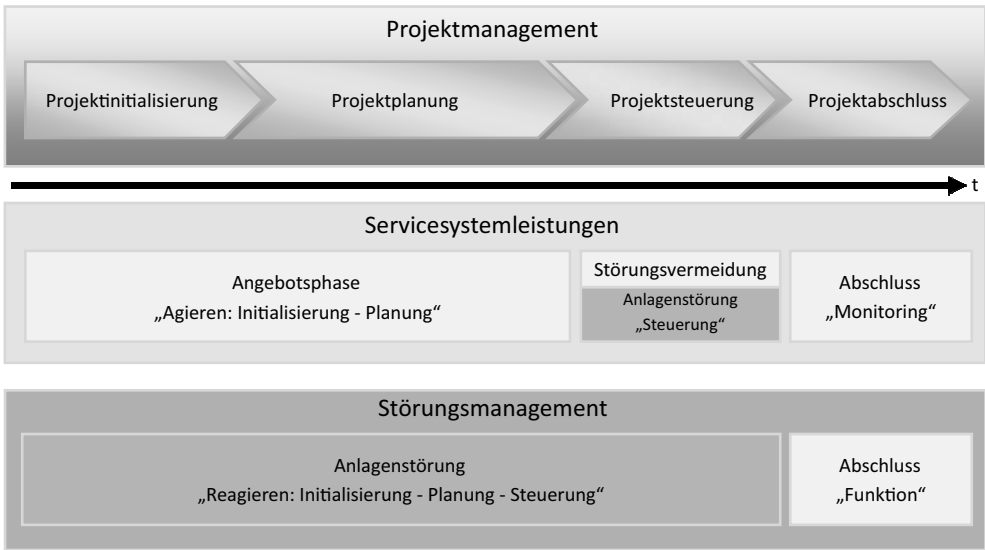 Projektmanagement
Projektinitialisierung
Projektplanung
Projektsteuerung
Projektabschluss
t
Servicesystemleistungen
Angebotsphase
„Agieren: Initialisierung - Planung“
Störungsvermeidung
Anlagenstörung
„Steuerung“
Abschluss
„Monitoring“
Störungsmanagement
Anlagenstörung
„Reagieren: Initialisierung - Planung - Steuerung“
Abschluss
„Funktion“